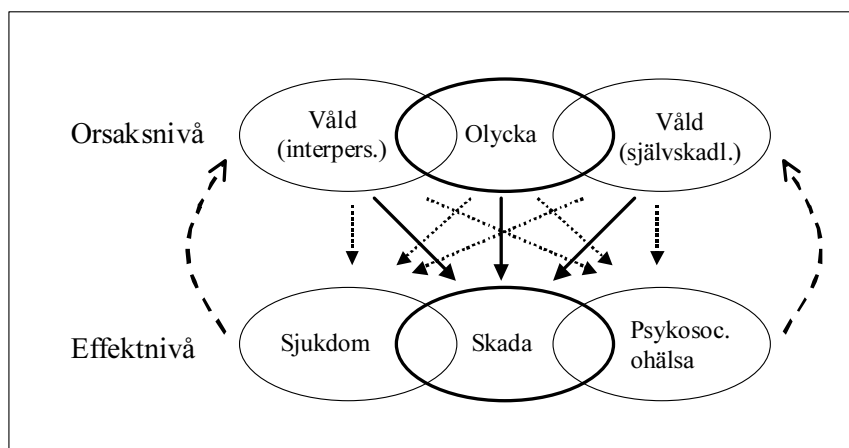 Orsaksnivå
Våld
(interpers.)
Olycka
Våld
(självskadl.)
Effektnivå
Sjukdom
Skada
Psykosoc.
ohälsa